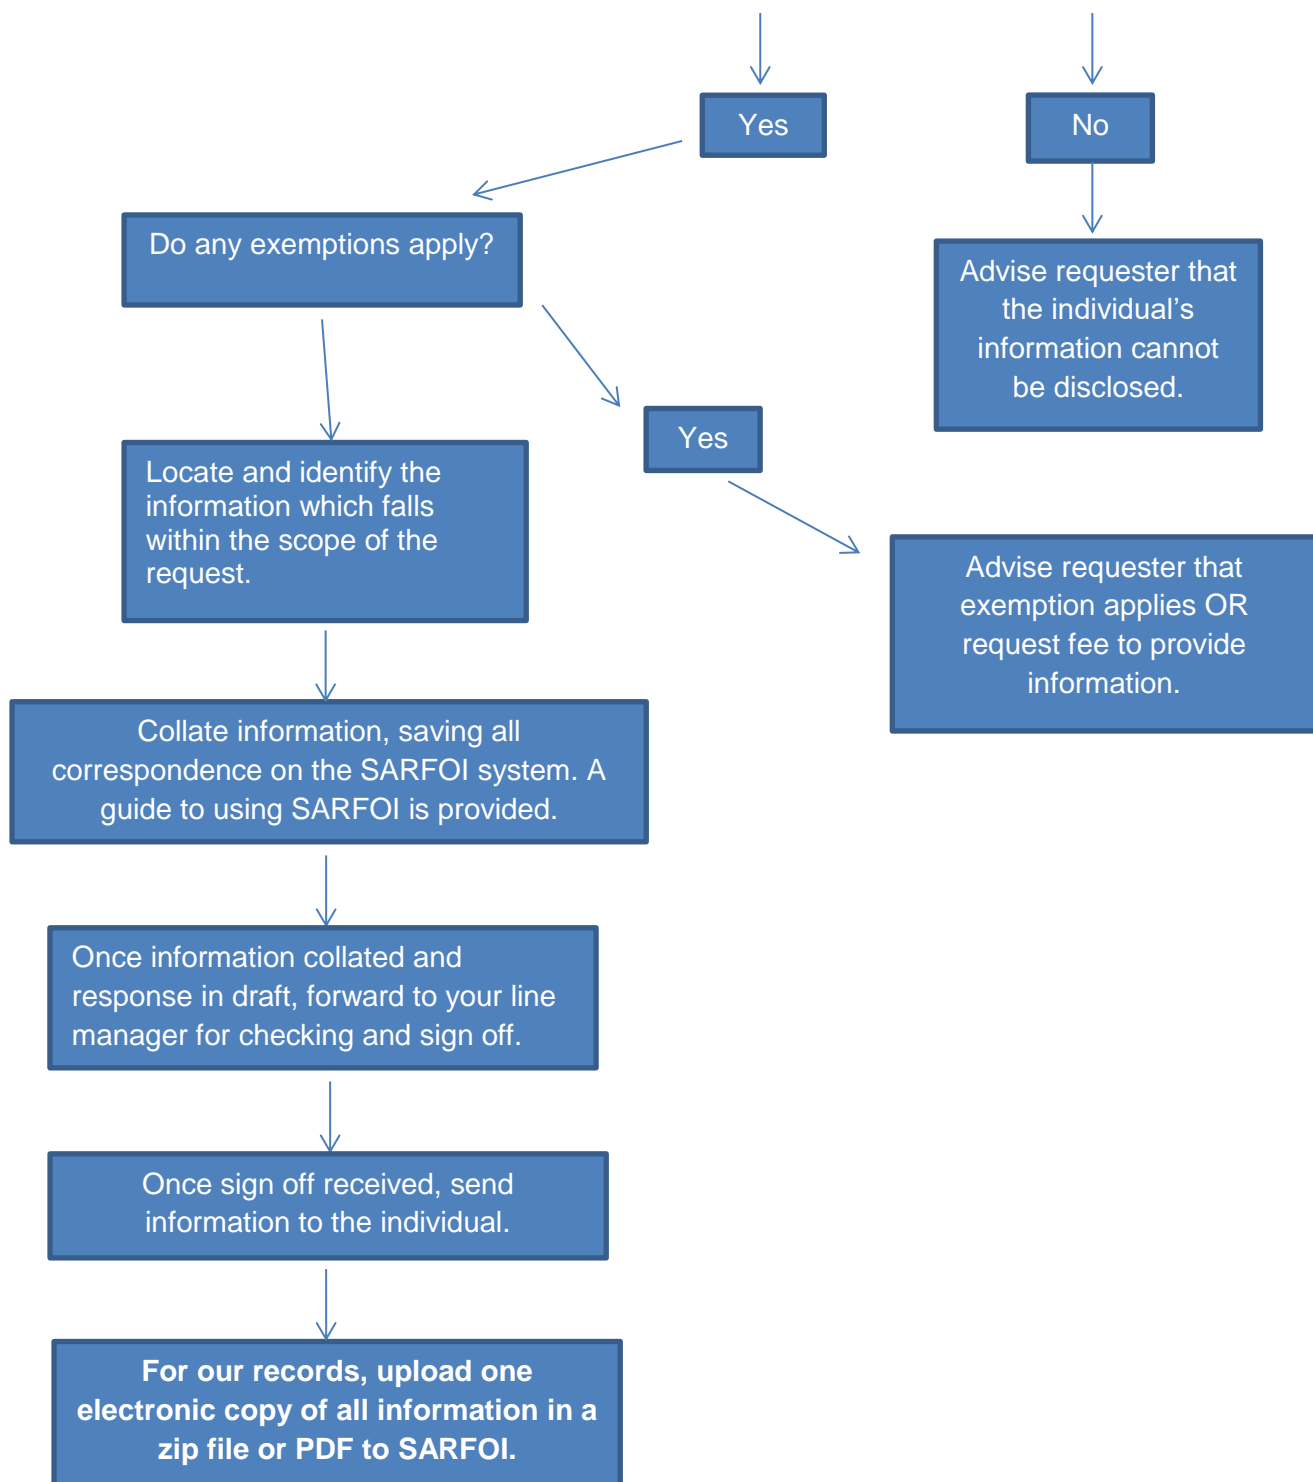 Yes
No
Do any exemptions apply?
Advise requester that
the individual’s
information cannot
be disclosed.
Yes
Locate and identify the
information which falls
within the scope of the
request.
Advise requester that
exemption applies OR
request fee to provide
information.
Collate information, saving all
correspondence on the SARFOI system. A
guide to using SARFOI is provided.
Once information collated and
response in draft, forward to your line
manager for checking and sign off.
Once sign off received, send
information to the individual.
For our records, upload one
electronic copy of all information in a
zip file or PDF to SARFOI.